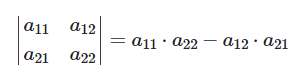 | a₁₁ a₁₂ |
| a₂₁ a₂₂ | = a₁₁ · a₂₂ − a₁₂ · a₂₁